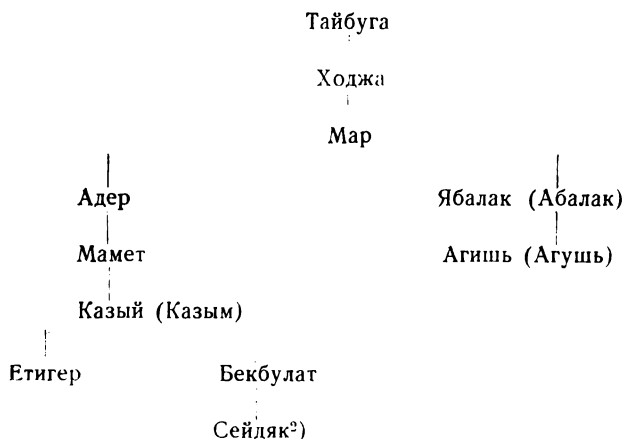 Тайбуга
Ходжа
Мар
Адер Ябалак (Абалак)
Мамет Агишь (Агушь)
Казый (Казым)
Етигер Бекбулат
Сейдяк²)